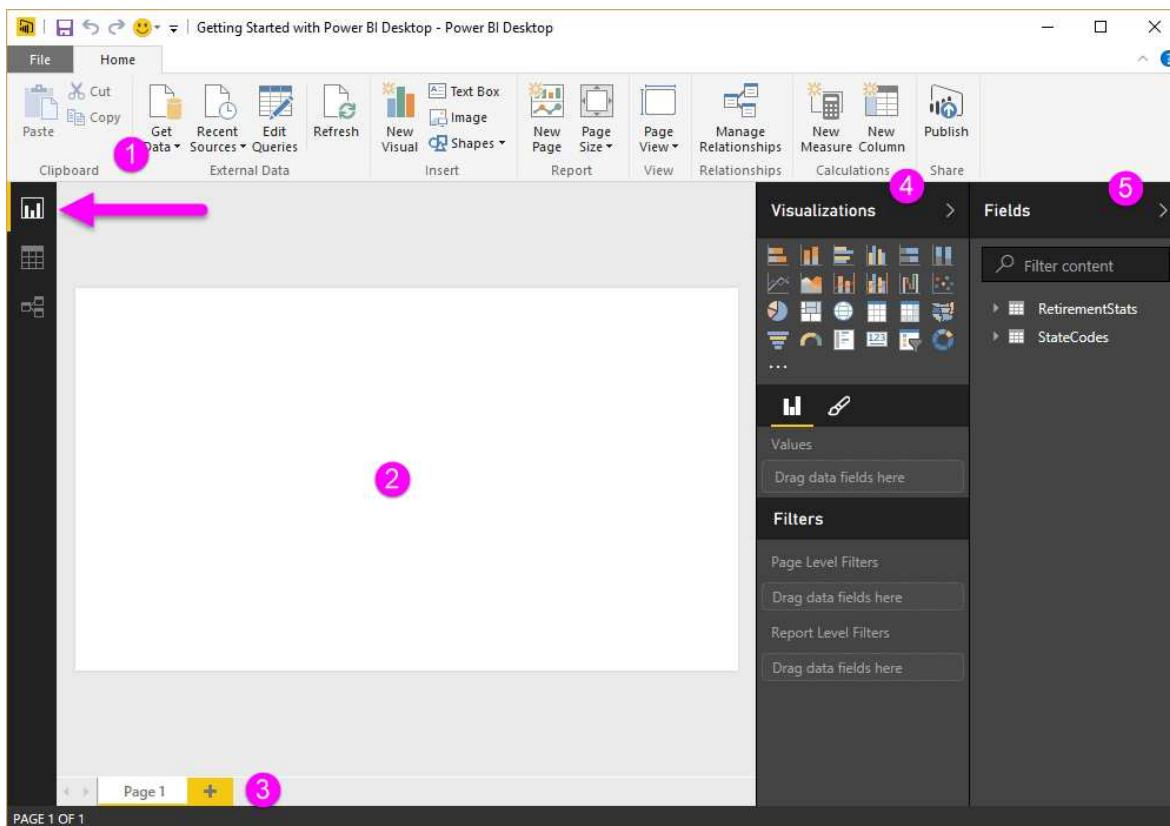 Getting Started with Power BI Desktop - Power BI Desktop
File Home
Cut
Copy
Paste
Get Data
Recent Sources
Edit Queries
Refresh
New Visual
Text Box
Image
Shapes
New Page
Page Size
Page View
Manage Relationships
New Measure
New Column
Publish
Clipboard
External Data
Insert
Report
View
Relationships
Calculations
Share
1
4
5
Visualizations
Fields
Filter content
RetirementStats
StateCodes
123
...
Values
Drag data fields here
Filters
Page Level Filters
Drag data fields here
Report Level Filters
Drag data fields here
2
Page 1
+
3
PAGE 1 OF 1